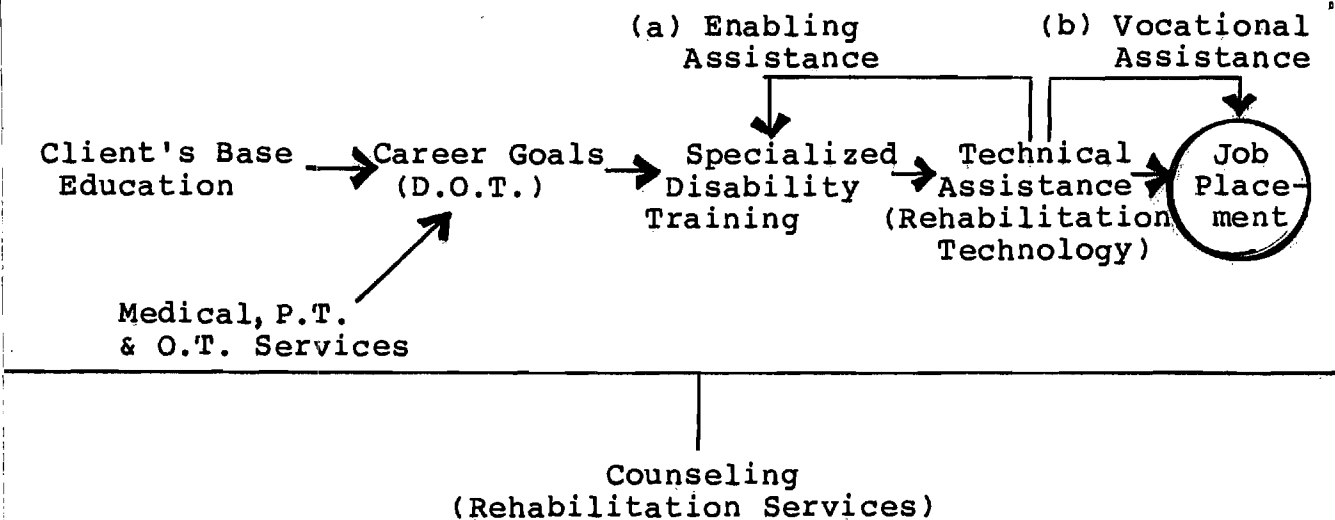 (a) Enabling
Assistance
(b) Vocational
Assistance
Client's Base
Education
Career Goals
(D.O.T.)
Specialized
Disability
Training
Technical
Assistance
(Rehabilitation
Technology)
Job
Place-
ment
Medical, P.T.
& O.T. Services
Counseling
(Rehabilitation Services)